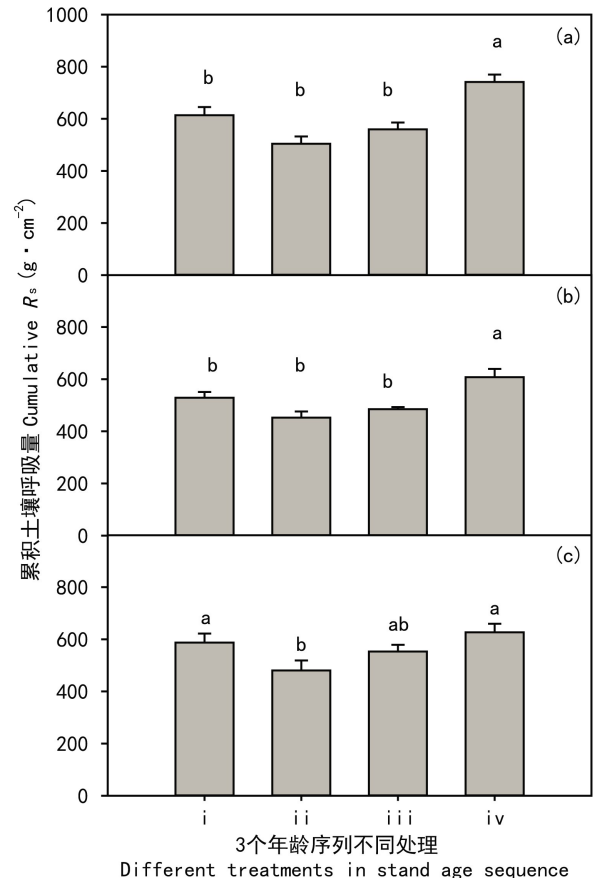 累积土壤呼吸量 Cumulative Rs (g·cm⁻²)
1000
(a)
800
600
400
200
0
b
b
b
a
(b)
800
600
400
200
0
b
b
b
a
(c)
800
600
400
200
0
a
b
ab
a
i ii iii iv
3个年龄序列不同处理
Different treatments in stand age sequence